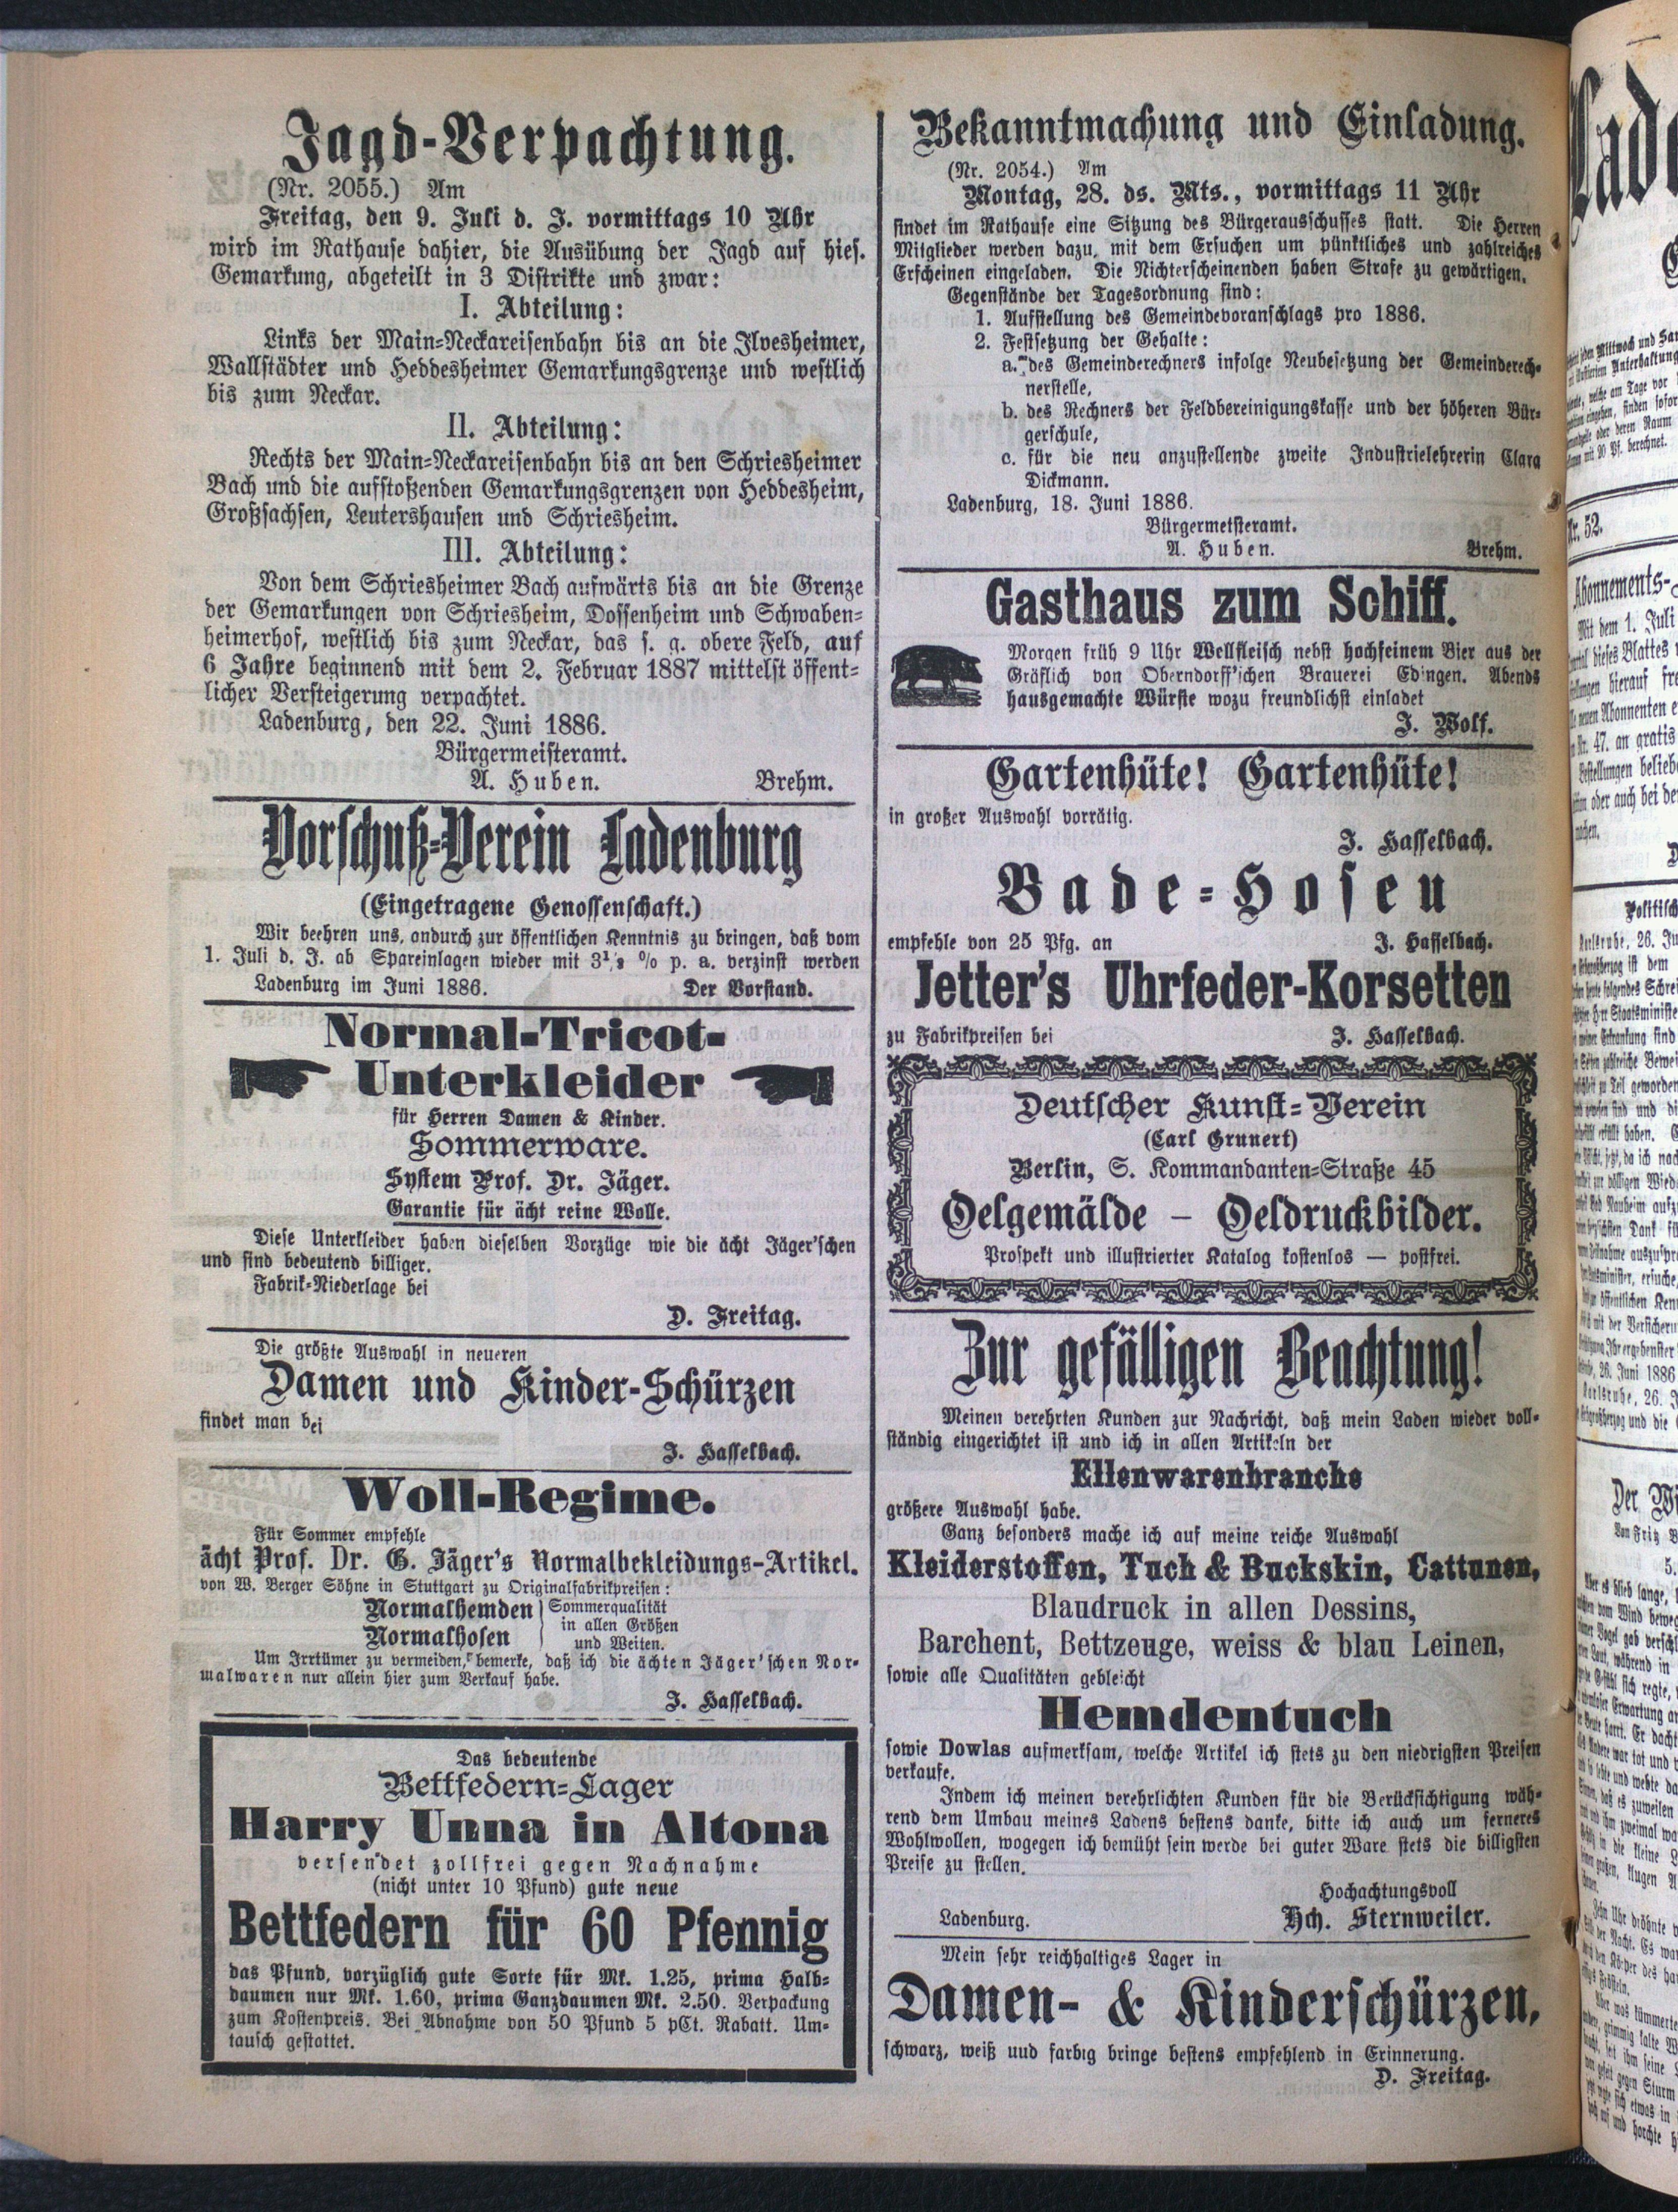 Jagd-Verpachtung.
(Nr. 2055.) Am
Freitag, den 9. Juli d. J. vormittags 10 Uhr
wird im Rathause dahier, die Ausübung der Jagd auf hies.
Gemarkung, abgeteilt in 3 Distrikte und zwar:
I. Abteilung:
Links der Main-Neckareisenbahn bis an die Ilvesheimer,
Wallstädter und Heddesheimer Gemarkungsgrenze und westlich
bis zum Neckar.
II. Abteilung:
Rechts der Main-Neckareisenbahn bis an den Schriesheimer
Bach und die aufstoßenden Gemarkungsgrenzen von Heddesheim,
Großsachsen, Leutershausen und Schriesheim.
III. Abteilung:
Von dem Schriesheimer Bach aufwärts bis an die Grenze
der Gemarkungen von Schriesheim, Dossenheim und Schwaben-
heimerhof, westlich bis zum Neckar, das s. g. obere Feld, auf
6 Jahre beginnend mit dem 2. Februar 1887 mittelst öffent-
licher Versteigerung verpachtet.
Ladenburg, den 22. Juni 1886.
Bürgermeisteramt.
A. Huben. Brehm.
Vorschuß-Verein Ladenburg
(Eingetragene Genossenschaft.)
Wir beehren uns, andurch zur öffentlichen Kenntnis zu bringen, daß vom
1. Juli d. J. ab Spareinlagen wieder mit 3½ % p. a. verzinst werden
Ladenburg im Juni 1886. Der Vorstand.
Normal-Tricot-
Unterkleider
für Herren Damen & Kinder.
Sommerware.
System Prof. Dr. Jäger.
Garantie für ächt reine Wolle.
Diese Unterkleider haben dieselben Vorzüge wie die ächt Jäger'schen
und sind bedeutend billiger.
Fabrik-Niederlage bei
D. Freitag.
Die größte Auswahl in neueren
Damen und Kinder-Schürzen
findet man bei
J. Hasselbach.
Woll-Regime.
Für Sommer empfehle
ächt Prof. Dr. G. Jäger's Normalbekleidungs-Artikel.
von W. Berger Söhne in Stuttgart zu Originalfabrikpreisen:
Normalhemden } Sommerqualität
in allen Größen
Normalhosen und Weiten.
Um Irrtümer zu vermeiden, bemerke, daß ich die ächten Jäger'schen Nor-
malwaren nur allein hier zum Verkauf habe.
J. Hasselbach.
Das bedeutende
Bettfedern-Lager
Harry Unna in Altona
versendet zollfrei gegen Nachnahme
(nicht unter 10 Pfund) gute neue
Bettfedern für 60 Pfennig
das Pfund, vorzüglich gute Sorte für Mk. 1.25, prima Halb-
daunen nur Mk. 1.60, prima Ganzdaunen Mk. 2.50. Verpackung
zum Kostenpreis. Bei Abnahme von 50 Pfund 5 pCt. Rabatt. Um-
tausch gestattet.
Bekanntmachung und Einladung.
(Nr. 2054.) Am
Montag, 28. ds. Mts., vormittags 11 Uhr
findet im Rathause eine Sitzung des Bürgerausschusses statt. Die Herren
Mitglieder werden dazu, mit dem Ersuchen um pünktliches und zahlreiches
Erscheinen eingeladen. Die Nichterscheinenden haben Strafe zu gewärtigen.
Gegenstände der Tagesordnung sind:
1. Aufstellung des Gemeindevoranschlags pro 1886.
2. Festsetzung der Gehalte:
a. des Gemeinderechners infolge Neubesetzung der Gemeinderech-
nerstelle,
b. des Rechners der Feldbereinigungskasse und der höheren Bür-
gerschule,
c. für die neu anzustellende zweite Industrielehrerin Clara
Dickmann.
Ladenburg, 18. Juni 1886.
Bürgermeisteramt.
A. Huben. Brehm.
Gasthaus zum Schiff.
Morgen früh 9 Uhr Wellfleisch nebst hochfeinem Bier aus der
Gräflich von Oberndorff'schen Brauerei Edingen. Abends
hausgemachte Würste wozu freundlichst einladet
J. Wolf.
Gartenhüte! Gartenhüte!
in großer Auswahl vorrätig.
J. Hasselbach.
Bade-Hosen
empfehle von 25 Pfg. an J. Hasselbach.
Jetter's Uhrfeder-Korsetten
zu Fabrikpreisen bei J. Hasselbach.
Deutscher Kunst-Verein
(Carl Grunert)
Berlin, S. Kommandanten-Straße 45
Oelgemälde – Oeldruckbilder.
Prospekt und illustrierter Katalog kostenlos — postfrei.
Zur gefälligen Beachtung!
Meinen verehrten Kunden zur Nachricht, daß mein Laden wieder voll-
ständig eingerichtet ist und ich in allen Artikeln der
Ellenwarenbranche
größere Auswahl habe.
Ganz besonders mache ich auf meine reiche Auswahl
Kleiderstoffen, Tuch & Buckskin, Cattunen,
Blaudruck in allen Dessins,
Barchent, Bettzeuge, weiss & blau Leinen,
sowie alle Qualitäten gebleicht
Hemdentuch
sowie Dowlas aufmerksam, welche Artikel ich stets zu den niedrigsten Preisen
verkaufe.
Indem ich meinen verehrlichten Kunden für die Berücksichtigung wäh-
rend dem Umbau meines Ladens bestens danke, bitte ich auch um ferneres
Wohlwollen, wogegen ich bemüht sein werde bei guter Ware stets die billigsten
Preise zu stellen.
Hochachtungsvoll
Ladenburg. Hch. Sternweiler.
Mein sehr reichhaltiges Lager in
Damen- & Kinderschürzen,
schwarz, weiß und farbig bringe bestens empfehlend in Erinnerung.
D. Freitag.
Nr. 52.
Abonnements-
Mit dem 1. Juli